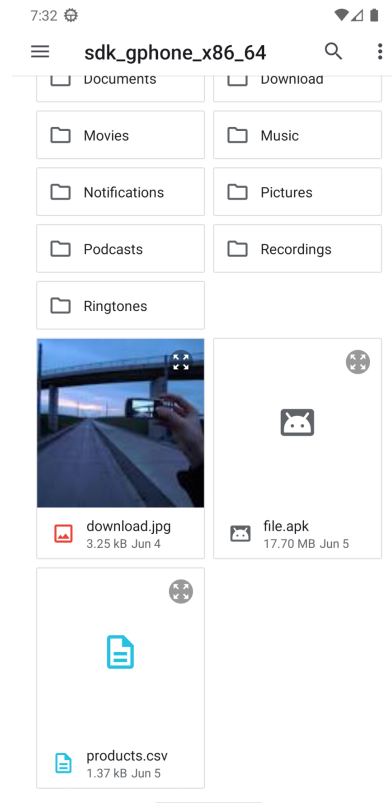 7:32
sdk_gphone_x86_64
Documents
Download
Movies
Music
Notifications
Pictures
Podcasts
Recordings
Ringtones
download.jpg
3.25 kB Jun 4
file.apk
17.70 MB Jun 5
products.csv
1.37 kB Jun 5